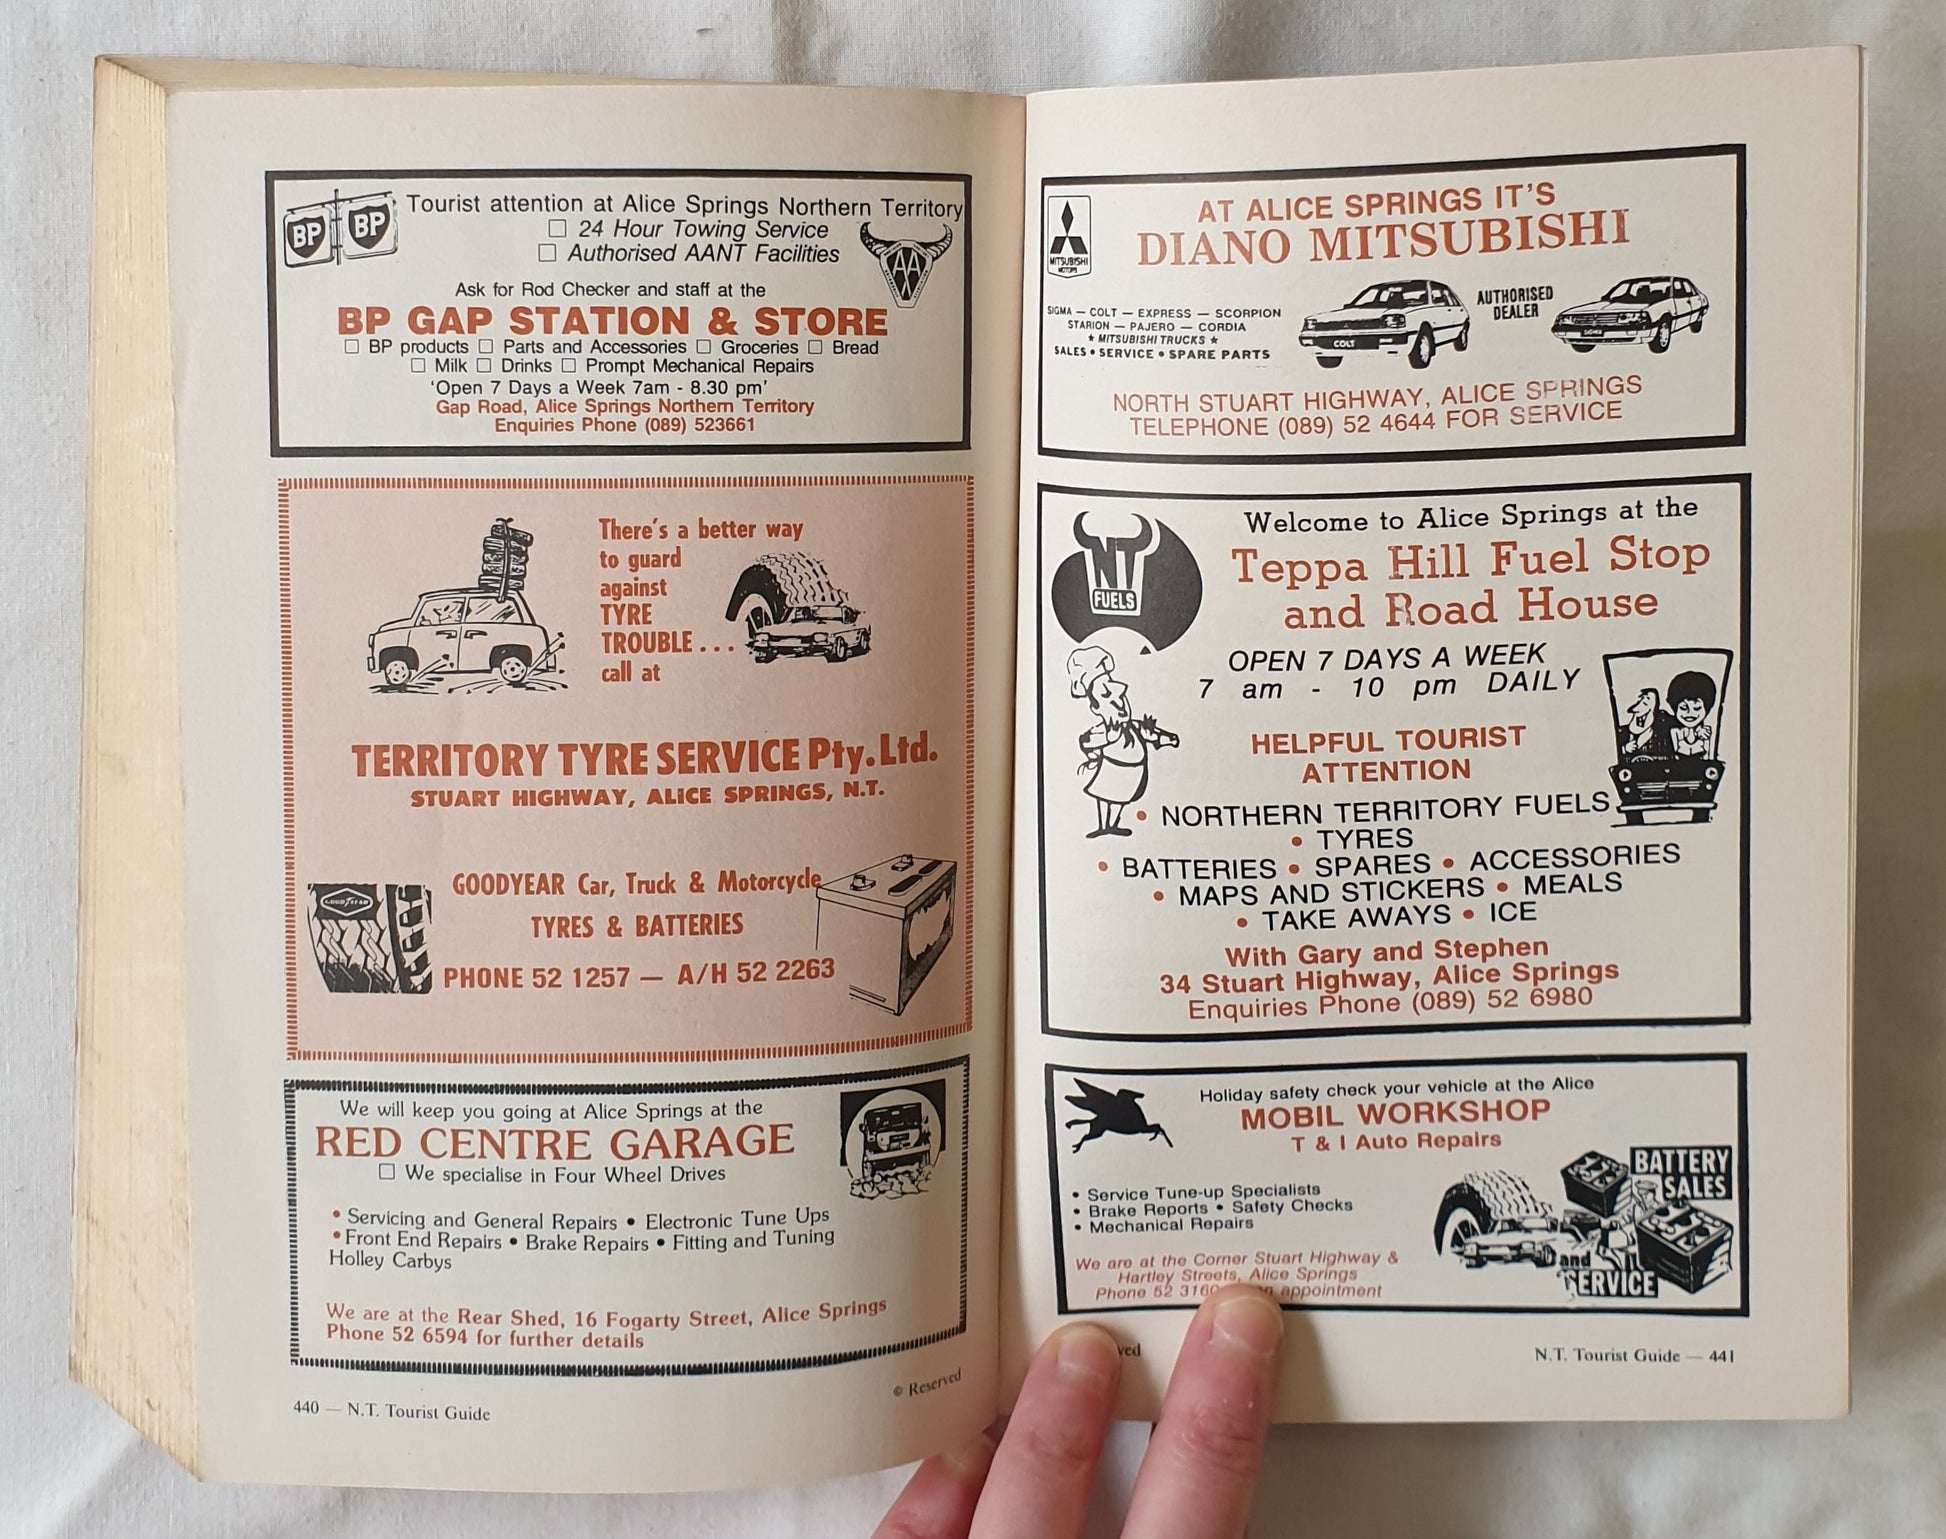 BP BP
Tourist attention at Alice Springs Northern Territory
☐ 24 Hour Towing Service
☐ Authorised AANT Facilities
AA
Ask for Rod Checker and staff at the
BP GAP STATION & STORE
☐ BP products ☐ Parts and Accessories ☐ Groceries ☐ Bread
☐ Milk ☐ Drinks ☐ Prompt Mechanical Repairs
'Open 7 Days a Week 7am - 8.30 pm'
Gap Road, Alice Springs Northern Territory
Enquiries Phone (089) 523661
There's a better way
to guard
against
TYRE
TROUBLE...
call at
TERRITORY TYRE SERVICE Pty. Ltd.
STUART HIGHWAY, ALICE SPRINGS, N.T.
GOODYEAR
GOODYEAR Car, Truck & Motorcycle
TYRES & BATTERIES
PHONE 52 1257 — A/H 52 2263
We will keep you going at Alice Springs at the
RED CENTRE GARAGE
☐ We specialise in Four Wheel Drives
• Servicing and General Repairs • Electronic Tune Ups
• Front End Repairs • Brake Repairs • Fitting and Tuning
Holley Carbys
We are at the Rear Shed, 16 Fogarty Street, Alice Springs
Phone 52 6594 for further details
© Reserved
440 — N.T. Tourist Guide
MITSUBISHI
MOTORS
AT ALICE SPRINGS IT'S
DIANO MITSUBISHI
SIGMA — COLT — EXPRESS — SCORPION
STARION — PAJERO — CORDIA
★ MITSUBISHI TRUCKS ★
SALES • SERVICE • SPARE PARTS
COLT
AUTHORISED
DEALER
SIGMA
NORTH STUART HIGHWAY, ALICE SPRINGS
TELEPHONE (089) 52 4644 FOR SERVICE
NT
FUELS
Welcome to Alice Springs at the
Teppa Hill Fuel Stop
and Road House
OPEN 7 DAYS A WEEK
7 am - 10 pm DAILY
HELPFUL TOURIST
ATTENTION
• NORTHERN TERRITORY FUELS
• TYRES
• BATTERIES • SPARES • ACCESSORIES
• MAPS AND STICKERS • MEALS
• TAKE AWAYS • ICE
With Gary and Stephen
34 Stuart Highway, Alice Springs
Enquiries Phone (089) 52 6980
Holiday safety check your vehicle at the Alice
MOBIL WORKSHOP
T & I Auto Repairs
• Service Tune-up Specialists
• Brake Reports • Safety Checks
• Mechanical Repairs
BATTERY
SALES
and
SERVICE
We are at the Corner Stuart Highway &
Hartley Streets, Alice Springs
Phone 52 3160 appointment
N.T. Tourist Guide — 441